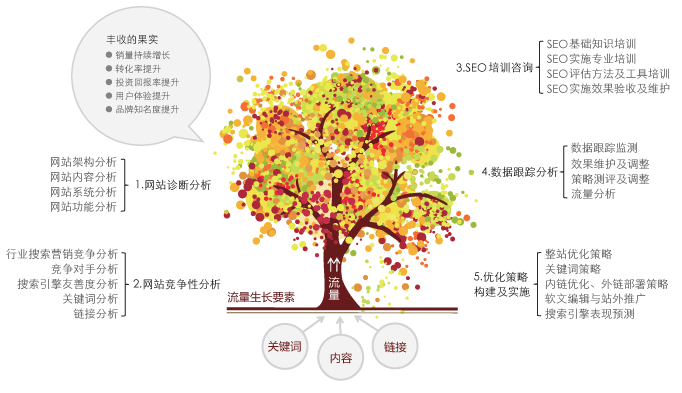 丰收的果实
销量持续增长
转化率提升
投资回报率提升
用户体验提升
品牌知名度提升
网站架构分析
网站内容分析
网站系统分析
网站功能分析
1.网站诊断分析
行业搜索营销竞争分析
竞争对手分析
搜索引擎友善度分析
关键词分析
链接分析
2.网站竞争性分析
3.SEO培训咨询
SEO基础知识培训
SEO实施专业培训
SEO评估方法及工具培训
SEO实施效果验收及维护
4.数据跟踪分析
数据跟踪监测
效果维护及调整
策略测评及调整
流量分析
5.优化策略
构建及实施
整站优化策略
关键词策略
内链优化、外链部署策略
软文编辑与站外推广
搜索引擎表现预测
流量
流量生长要素
关键词
内容
链接